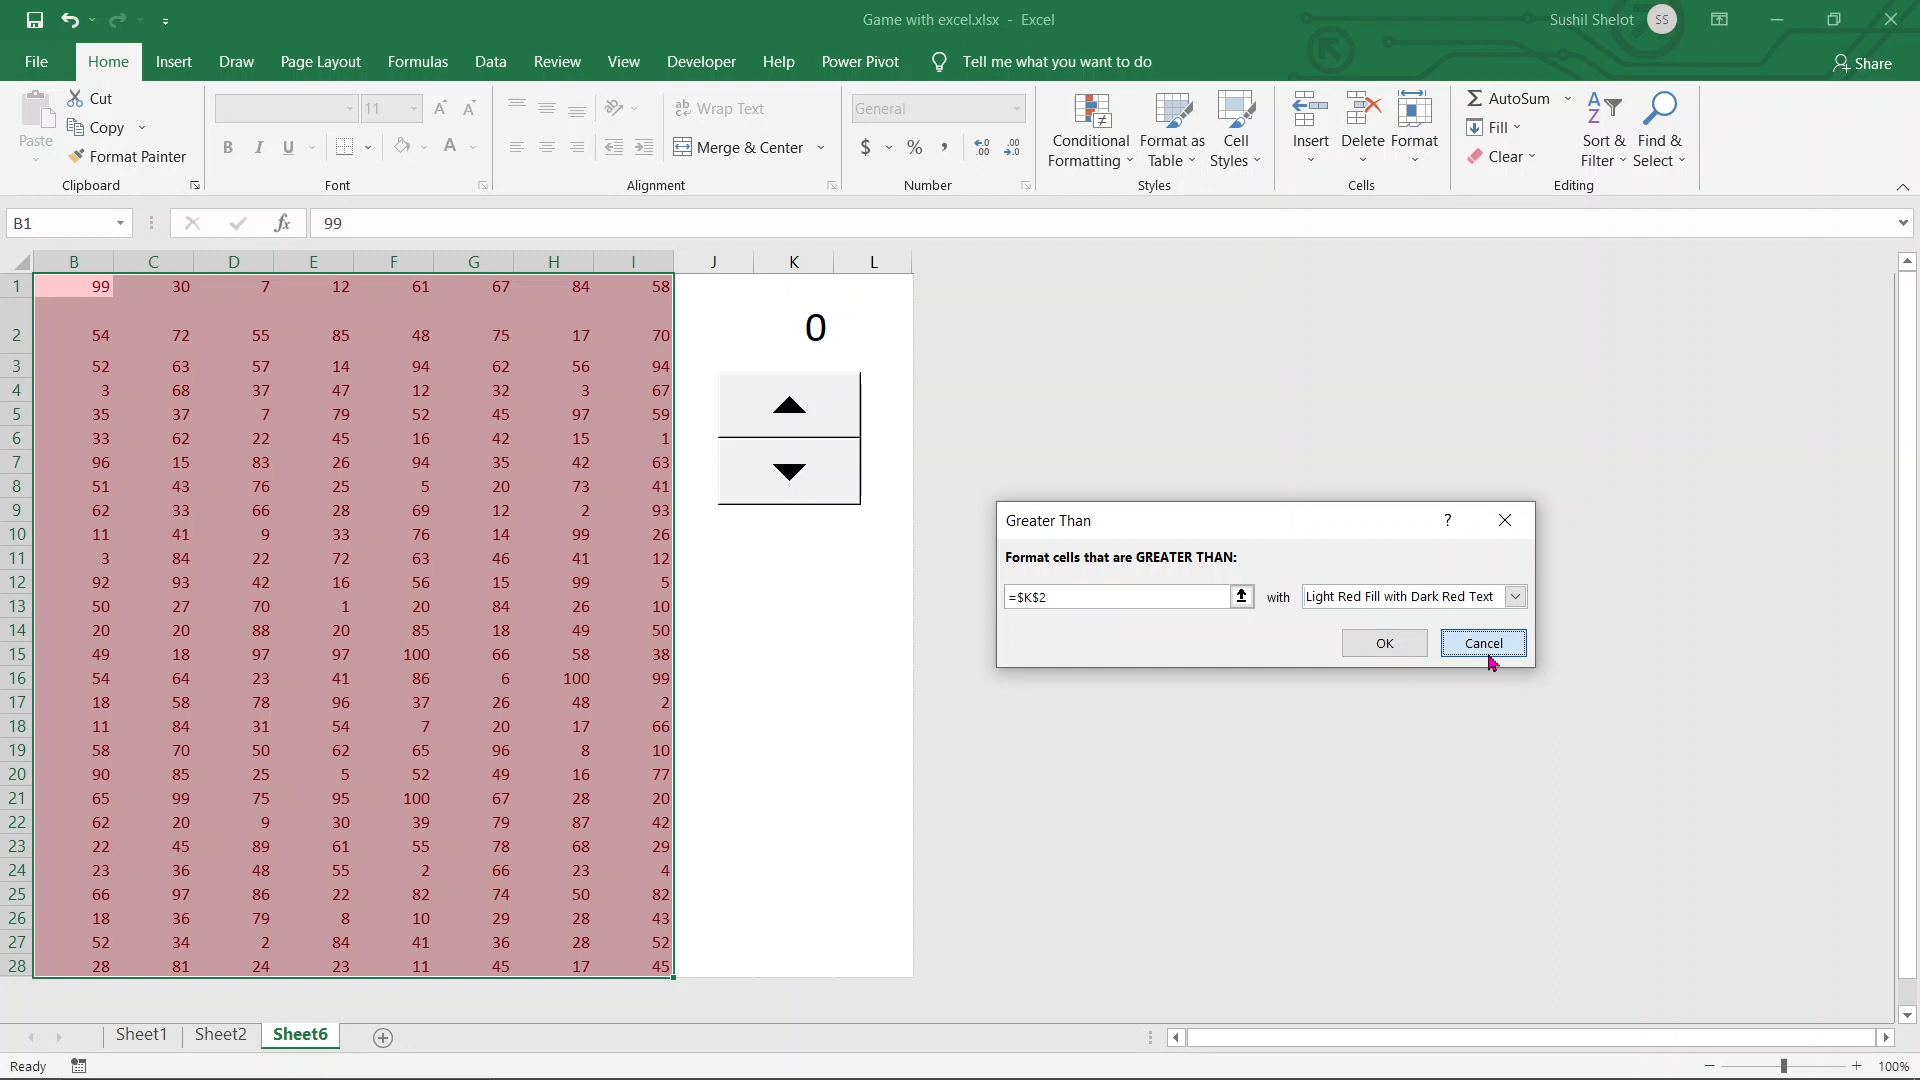 Game with excel.xlsx - Excel
Sushil Shelot SS
File Home Insert Draw Page Layout Formulas Data Review View Developer Help Power Pivot Tell me what you want to do Share
Paste Cut Copy Format Painter
Clipboard
11
B I U A
Font
ab Wrap Text
Merge & Center
Alignment
General
$ % ,
Number
Conditional Formatting Format as Table Cell Styles
Styles
Insert Delete Format
Cells
AutoSum Fill Clear Sort & Filter Find & Select
Editing
B1 fx 99
B C D E F G H I J K L
1 99 30 7 12 61 67 84 58
2 54 72 55 85 48 75 17 70 0
3 52 63 57 14 94 62 56 94
4 3 68 37 47 12 32 3 67
5 35 37 7 79 52 45 97 59
6 33 62 22 45 16 42 15 1
7 96 15 83 26 94 35 42 63
8 51 43 76 25 5 20 73 41
9 62 33 66 28 69 12 2 93
10 11 41 9 33 76 14 99 26
11 3 84 22 72 63 46 41 12
12 92 93 42 16 56 15 99 5
13 50 27 70 1 20 84 26 10
14 20 20 88 20 85 18 49 50
15 49 18 97 97 100 66 58 38
16 54 64 23 41 86 6 100 99
17 18 58 78 96 37 26 48 2
18 11 84 31 54 7 20 17 66
19 58 70 50 62 65 96 8 10
20 90 85 25 5 52 49 16 77
21 65 99 75 95 100 67 28 20
22 62 20 9 30 39 79 87 42
23 22 45 89 61 55 78 68 29
24 23 36 48 55 2 66 23 4
25 66 97 86 22 82 74 50 82
26 18 36 79 8 10 29 28 43
27 52 34 2 84 41 36 28 52
28 28 81 24 23 11 45 17 45
Greater Than ?
Format cells that are GREATER THAN:
=$K$2 with Light Red Fill with Dark Red Text
OK Cancel
Sheet1 Sheet2 Sheet6
Ready 100%